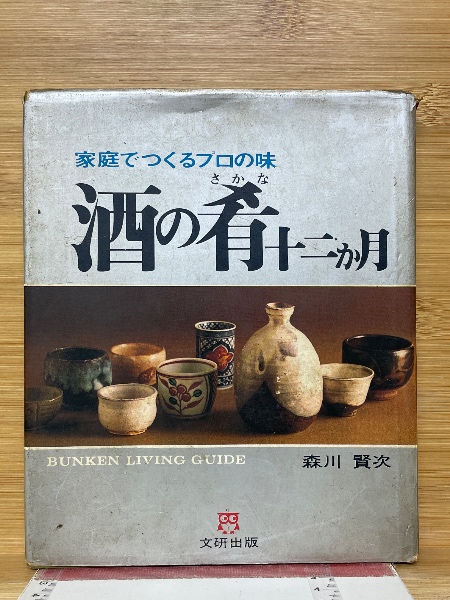 家庭でつくるプロの味
さかな
酒の肴十二か月
BUNKEN LIVING GUIDE
森川 賢次
文研出版